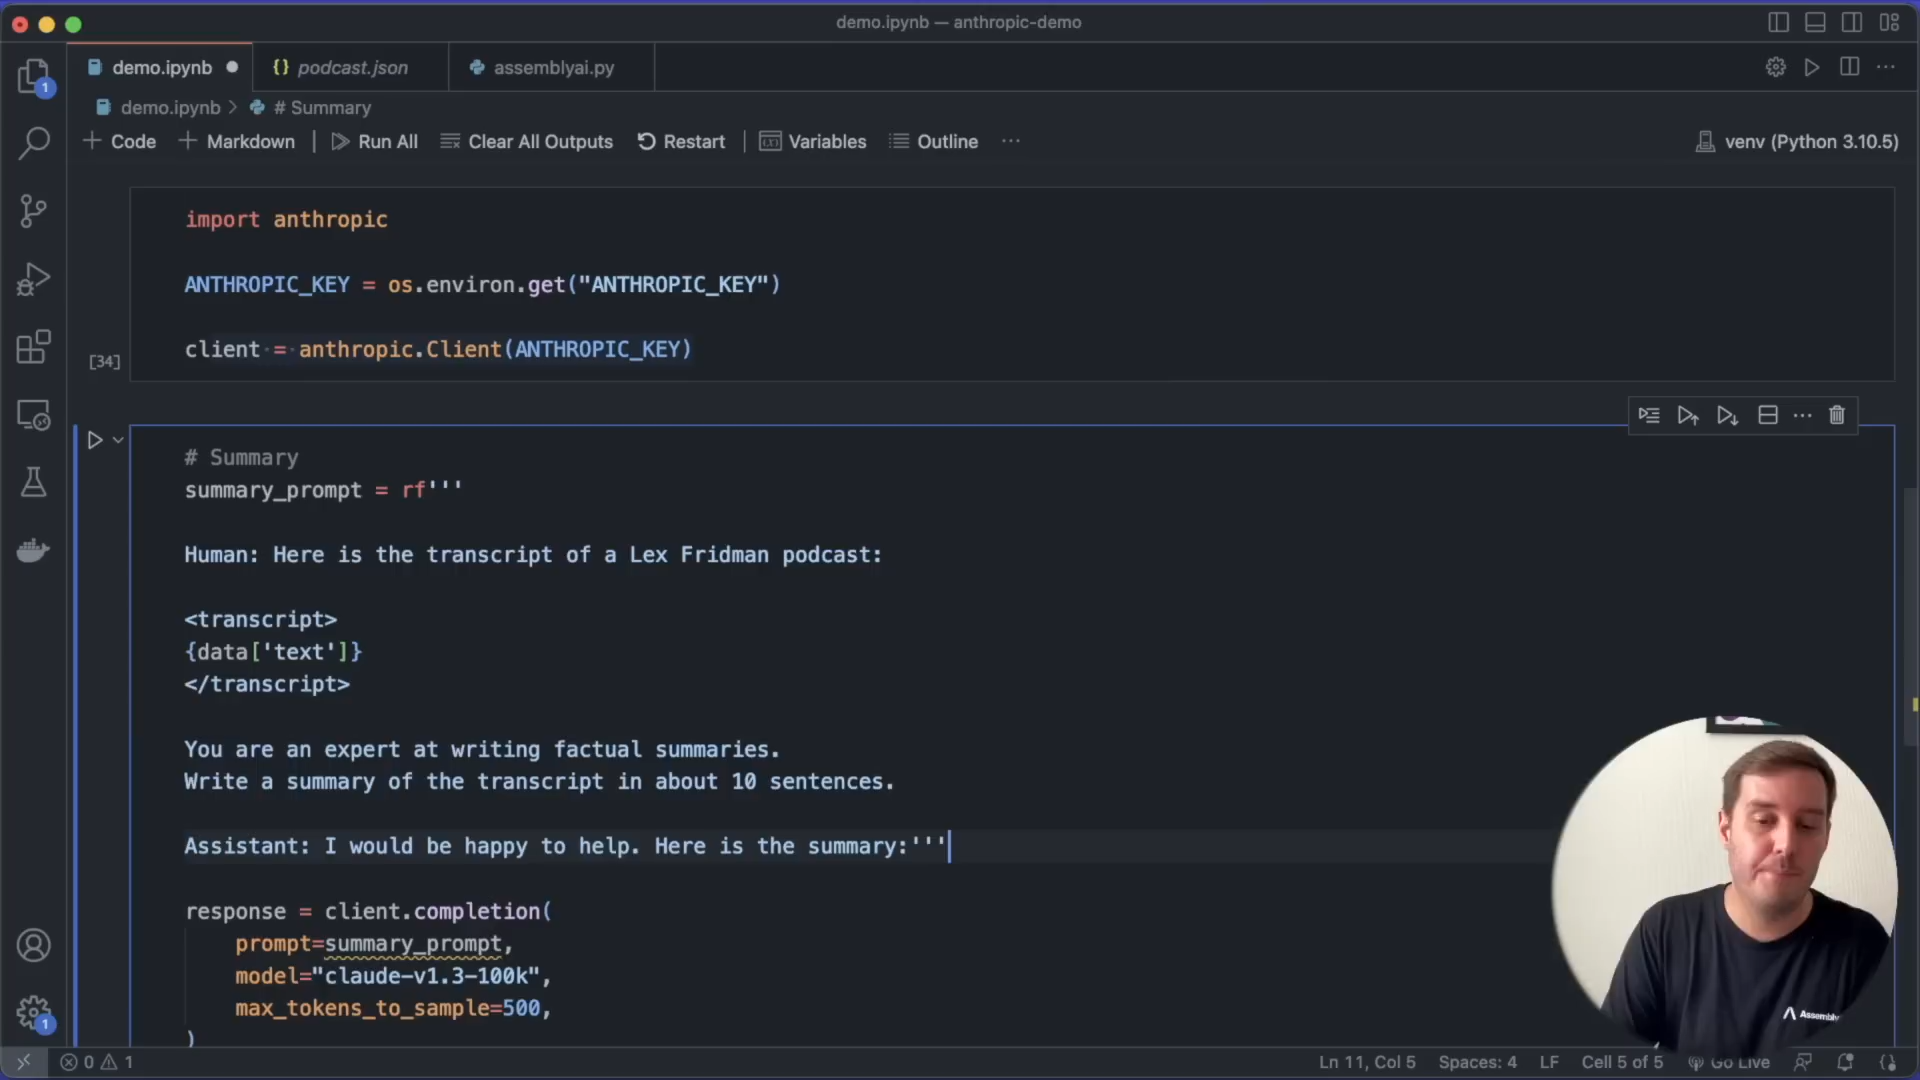 demo.ipynb — anthropic-demo
demo.ipynb
{} podcast.json
assemblyai.py
1
demo.ipynb > # Summary
+ Code + Markdown | Run All Clear All Outputs Restart | Variables Outline ...
venv (Python 3.10.5)
import anthropic
ANTHROPIC_KEY = os.environ.get("ANTHROPIC_KEY")
client = anthropic.Client(ANTHROPIC_KEY)
[34]
# Summary
summary_prompt = rf'''
Human: Here is the transcript of a Lex Fridman podcast:
<transcript>
{data['text']}
</transcript>
You are an expert at writing factual summaries.
Write a summary of the transcript in about 10 sentences.
Assistant: I would be happy to help. Here is the summary:'''
response = client.completion(
prompt=summary_prompt,
model="claude-v1.3-100k",
max_tokens_to_sample=500,
)
Assembly
1
0 1
Ln 11, Col 5 Spaces: 4 LF Cell 5 of 5 Go Live